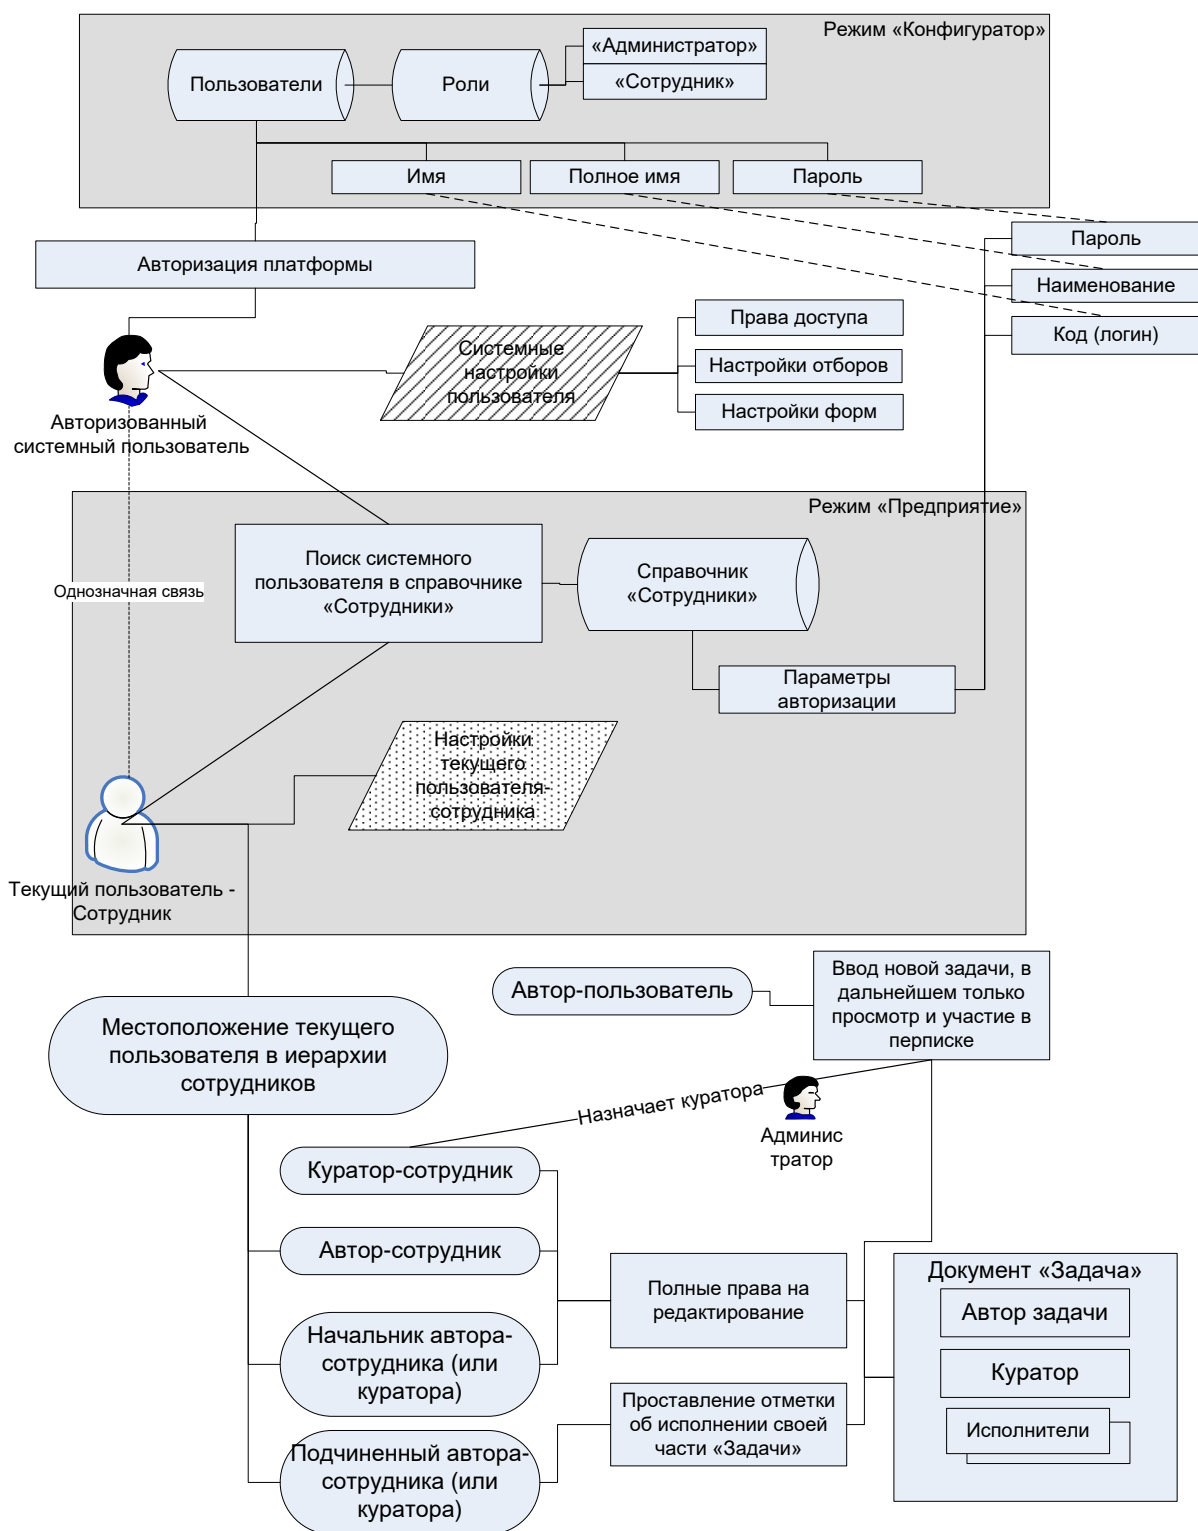 Режим «Конфигуратор»
Пользователи
Роли
«Администратор»
«Сотрудник»
Имя
Полное имя
Пароль
Авторизация платформы
Пароль
Наименование
Код (логин)
Системные
настройки
пользователя
Права доступа
Настройки отборов
Настройки форм
Авторизованный
системный пользователь
Режим «Предприятие»
Поиск системного
пользователя в справочнике
«Сотрудники»
Справочник
«Сотрудники»
Однозначная связь
Параметры
авторизации
Настройки
текущего
пользователя-
сотрудника
Текущий пользователь -
Сотрудник
Автор-пользователь
Ввод новой задачи, в
дальнейшем только
просмотр и участие в
перписке
Местоположение текущего
пользователя в иерархии
сотрудников
Назначает куратора
Админис
тратор
Куратор-сотрудник
Автор-сотрудник
Начальник автора-
сотрудника (или
куратора)
Подчиненный автора-
сотрудника (или
куратора)
Полные права на
редактирование
Проставление отметки
об исполнении своей
части «Задачи»
Документ «Задача»
Автор задачи
Куратор
Исполнители